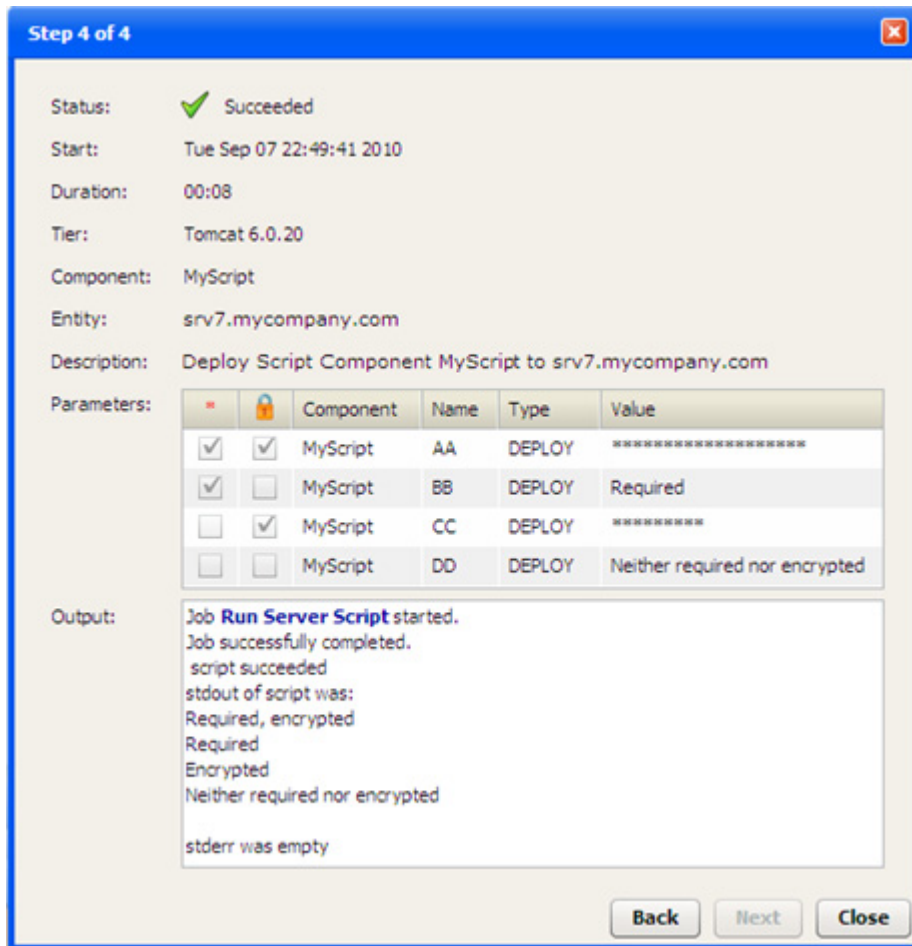 Step 4 of 4
Status: Succeeded
Start: Tue Sep 07 22:49:41 2010
Duration: 00:08
Tier: Tomcat 6.0.20
Component: MyScript
Entity: srv7.mycompany.com
Description: Deploy Script Component MyScript to srv7.mycompany.com
Parameters: * Component Name Type Value
MyScript AA DEPLOY *******************
MyScript BB DEPLOY Required
MyScript CC DEPLOY *********
MyScript DD DEPLOY Neither required nor encrypted
Output: Job Run Server Script started.
Job successfully completed.
script succeeded
stdout of script was:
Required, encrypted
Required
Encrypted
Neither required nor encrypted
stderr was empty
Back Next Close